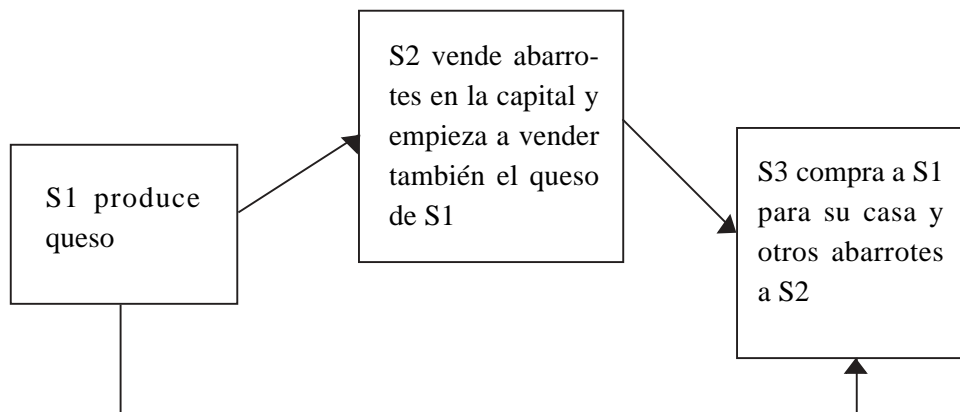 S1 produce
queso
S2 vende abarro-
tes en la capital y
empieza a vender
también el queso
de S1
S3 compra a S1
para su casa y
otros abarrotes
a S2